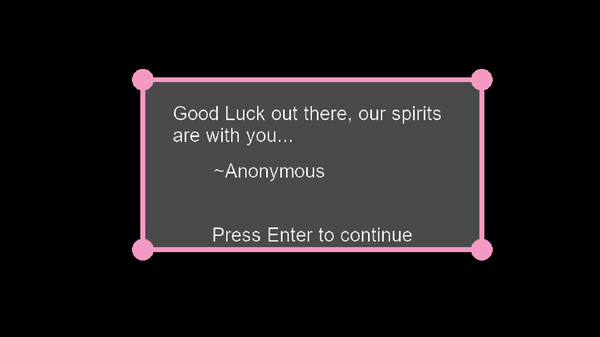 Good Luck out there, our spirits
are with you...
~Anonymous
Press Enter to continue